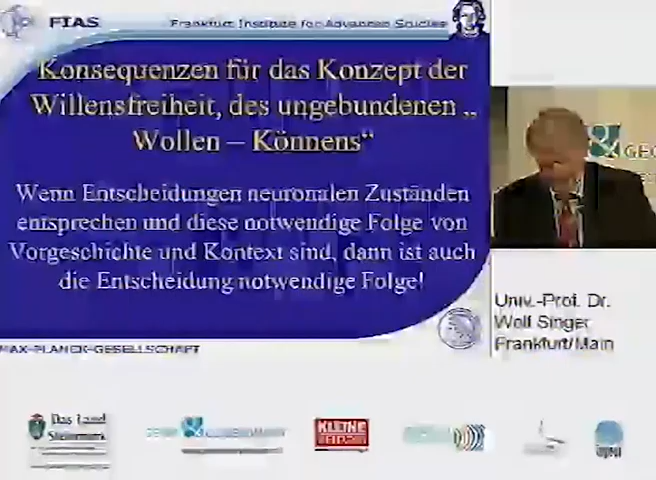 FIAS
Frankfurt Institute for Advanced Studies
Konsequenzen für das Konzept der
Willensfreiheit, des ungebundenen „
Wollen – Könnens“
Wenn Entscheidungen neuronalen Zuständen
entsprechen und diese notwendige Folge von
Vorgeschichte und Kontext sind, dann ist auch
die Entscheidung notwendige Folge!
&
GEO
Univ.-Prof. Dr.
Wolf Singer
Frankfurt/Main
MAX-PLANCK-GESELLSCHAFT
Das Land
Steiermark
&
KLEINE
ZEITUNG